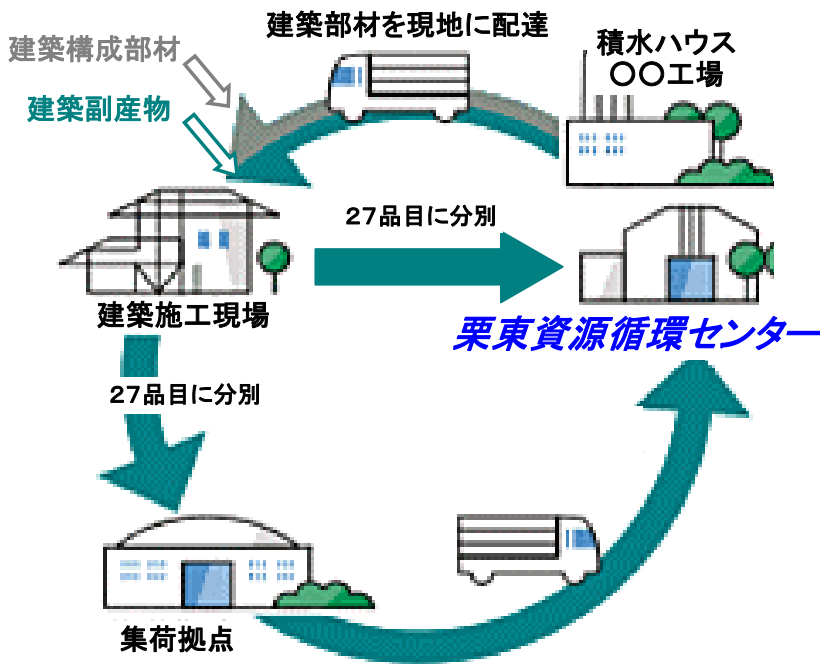 建築部材を現地に配達
建築構成部材
積水ハウス
○○工場
建築副産物
27品目に分別
建築施工現場
栗東資源循環センター
27品目に分別
集荷拠点